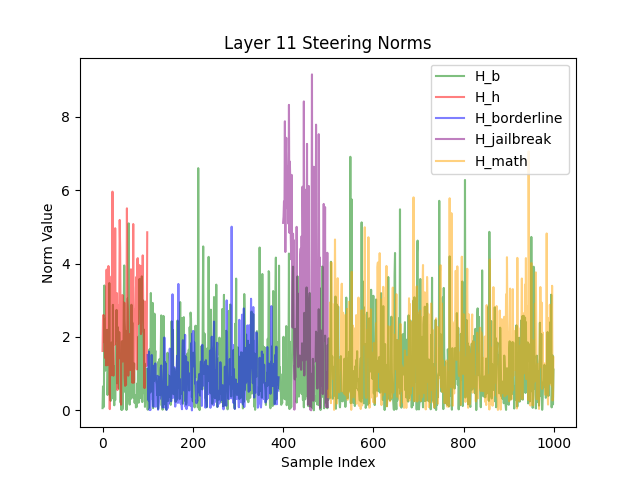 Layer 11 Steering Norms
H_b
H_h
H_borderline
H_jailbreak
H_math
Norm Value
8
6
4
2
0
0 200 400 600 800 1000
Sample Index